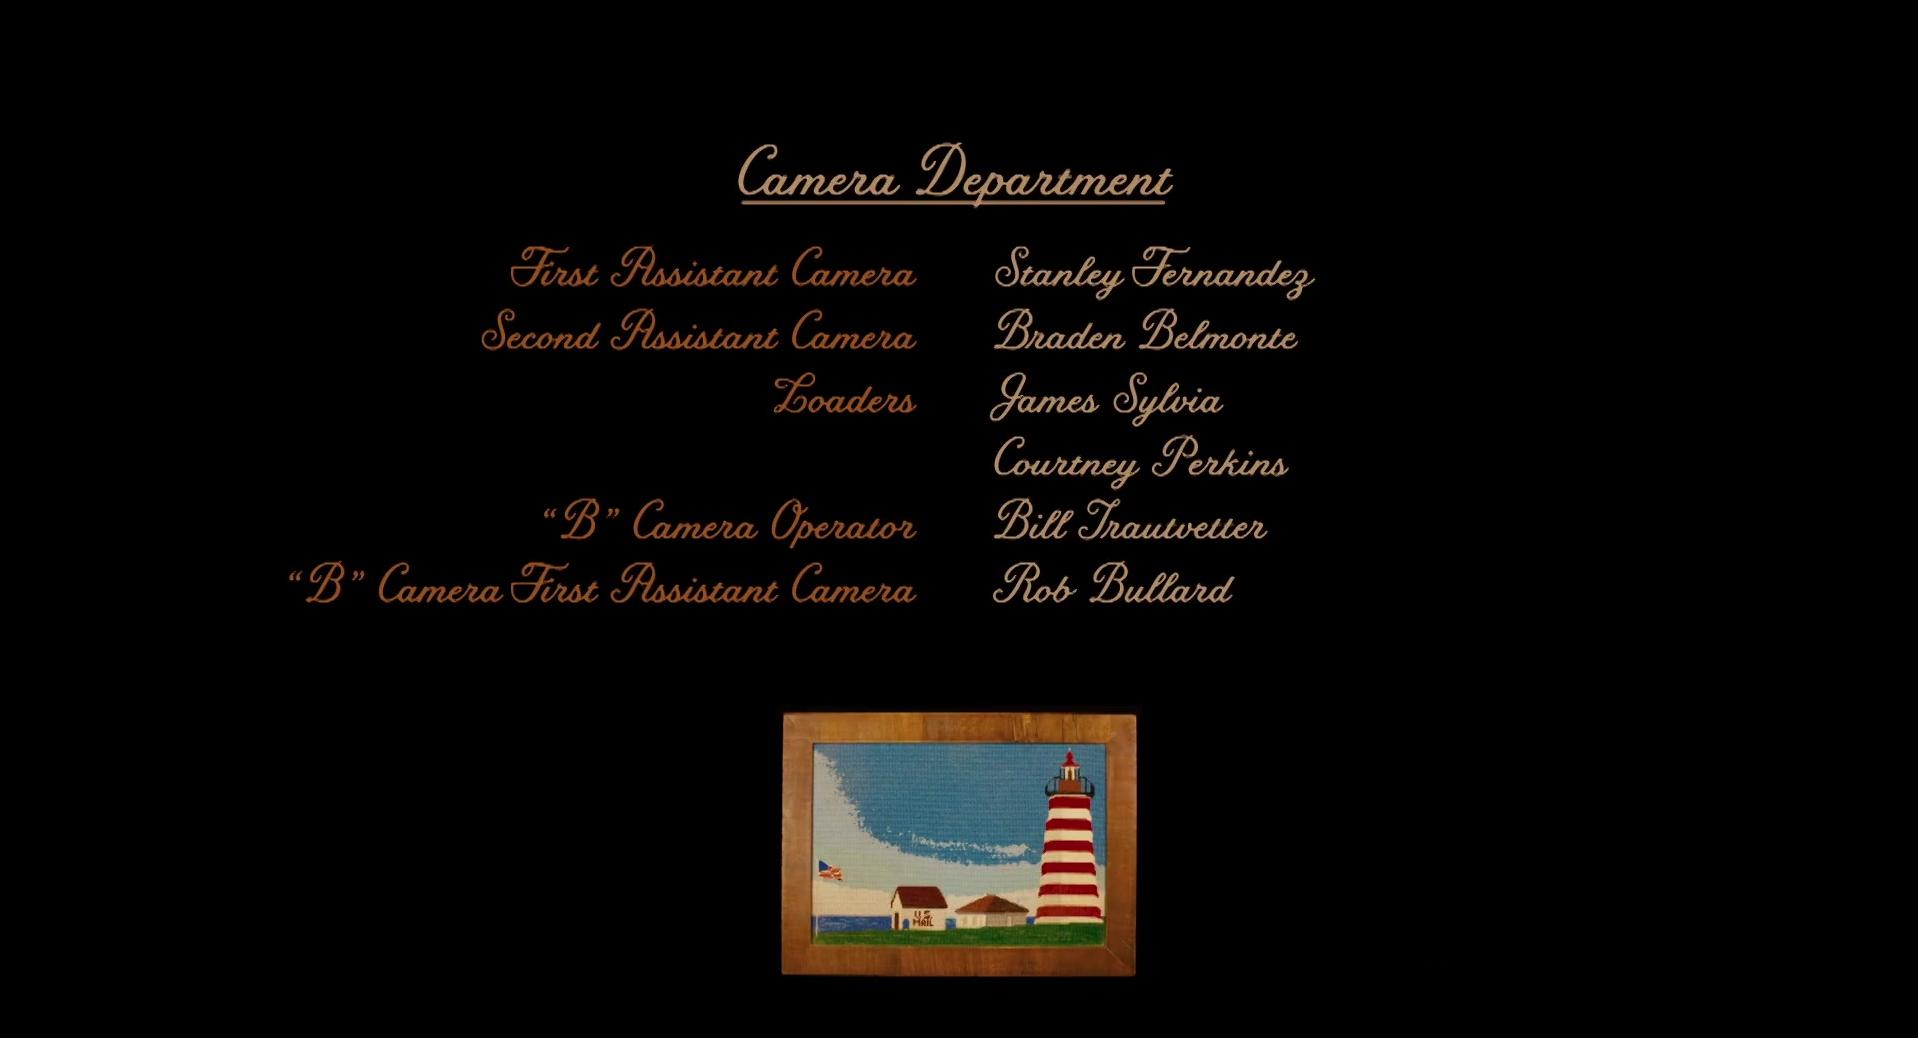 Camera Department
First Assistant Camera Stanley Fernandez
Second Assistant Camera Braden Belmonte
Loaders James Sylvia
Courtney Perkins
“B” Camera Operator Bill Trautvetter
“B” Camera First Assistant Camera Rob Bullard
U.S.
MAIL